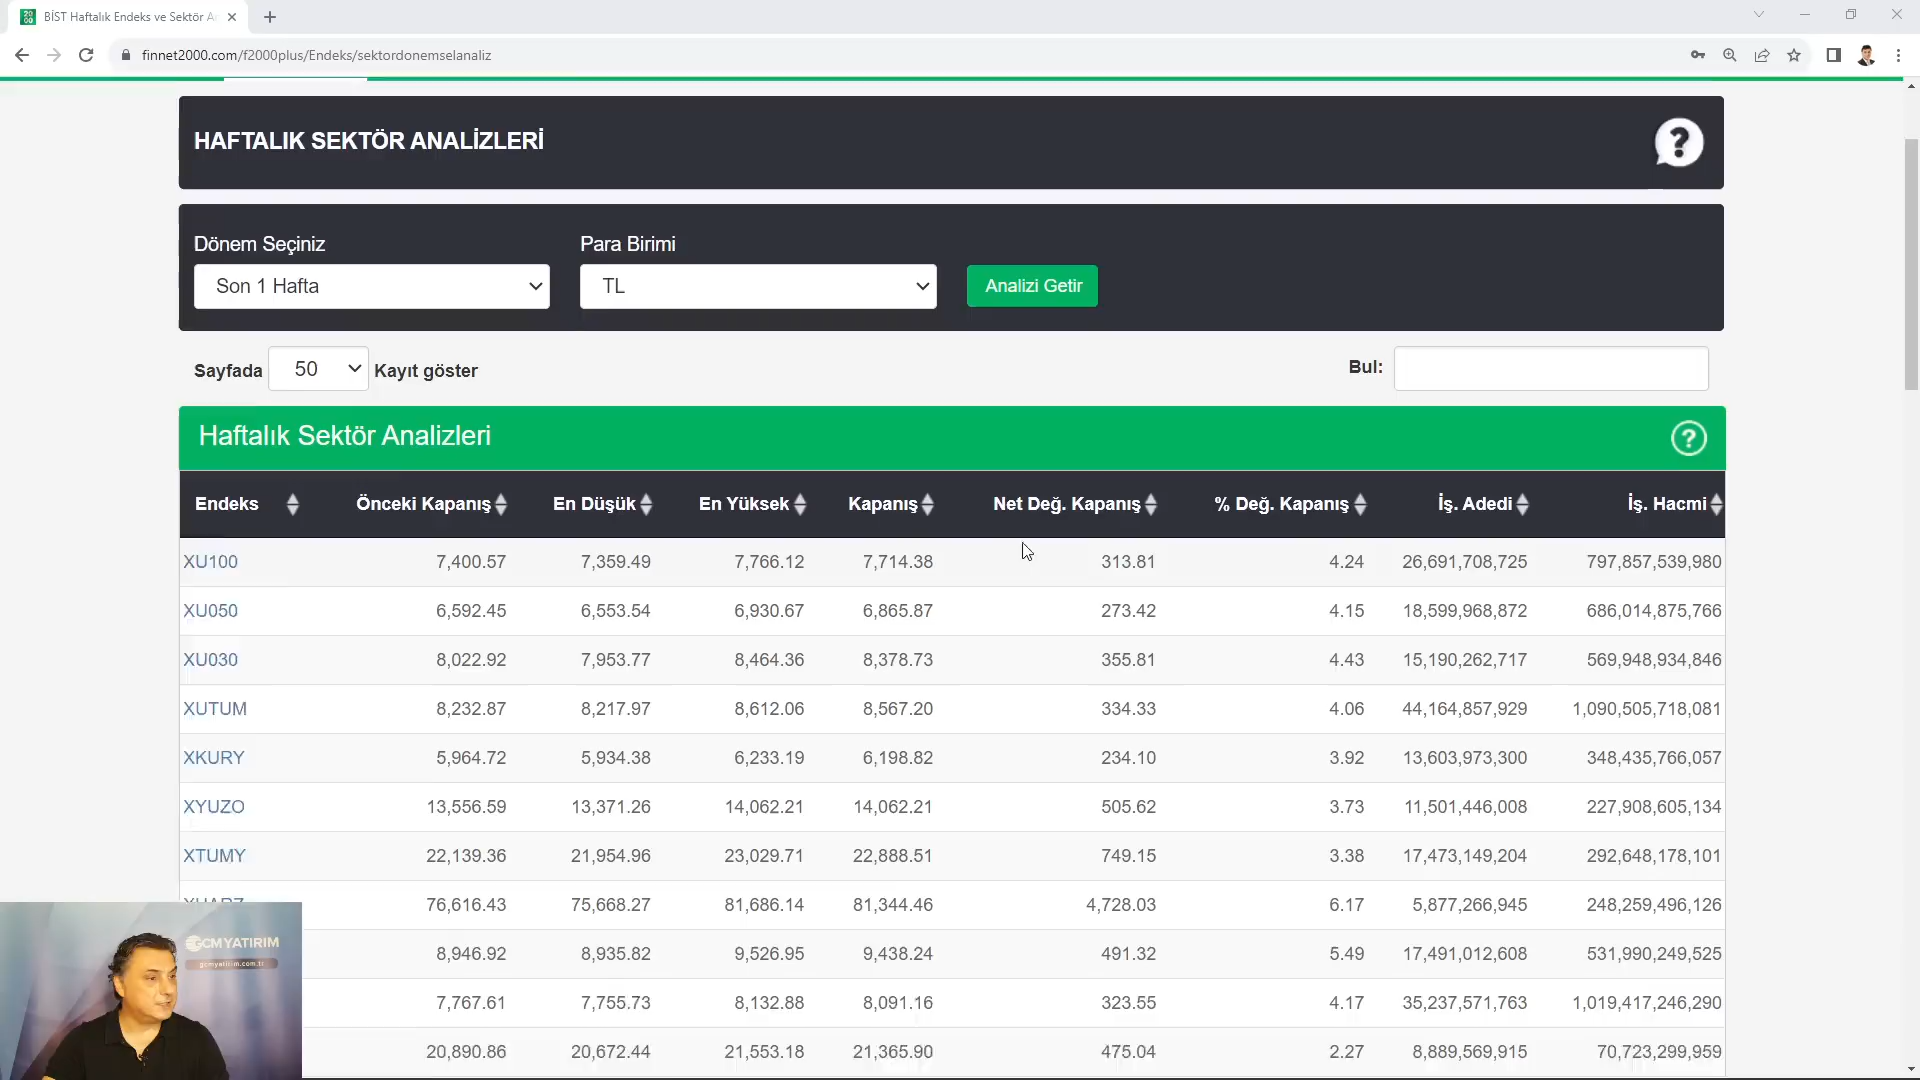 BİST Haftalık Endeks ve Sektör A
finnet2000.com/f2000plus/Endeks/sektordonemselanaliz
HAFTALIK SEKTÖR ANALİZLERİ
Dönem Seçiniz
Para Birimi
Son 1 Hafta
TL
Analizi Getir
Sayfada 50 Kayıt göster
Bul:
Haftalık Sektör Analizleri
Endeks Önceki Kapanış En Düşük En Yüksek Kapanış Net Değ. Kapanış % Değ. Kapanış İş. Adedi İş. Hacmi
XU100 7,400.57 7,359.49 7,766.12 7,714.38 313.81 4.24 26,691,708,725 797,857,539,980
XU050 6,592.45 6,553.54 6,930.67 6,865.87 273.42 4.15 18,599,968,872 686,014,875,766
XU030 8,022.92 7,953.77 8,464.36 8,378.73 355.81 4.43 15,190,262,717 569,948,934,846
XUTUM 8,232.87 8,217.97 8,612.06 8,567.20 334.33 4.06 44,164,857,929 1,090,505,718,081
XKURY 5,964.72 5,934.38 6,233.19 6,198.82 234.10 3.92 13,603,973,300 348,435,766,057
XYUZO 13,556.59 13,371.26 14,062.21 14,062.21 505.62 3.73 11,501,446,008 227,908,605,134
XTUMY 22,139.36 21,954.96 23,029.71 22,888.51 749.15 3.38 17,473,149,204 292,648,178,101
76,616.43 75,668.27 81,686.14 81,344.46 4,728.03 6.17 5,877,266,945 248,259,496,126
8,946.92 8,935.82 9,526.95 9,438.24 491.32 5.49 17,491,012,608 531,990,249,525
7,767.61 7,755.73 8,132.88 8,091.16 323.55 4.17 35,237,571,763 1,019,417,246,290
20,890.86 20,672.44 21,553.18 21,365.90 475.04 2.27 8,889,569,915 70,723,299,959
GCMYATIRIM
gcmyatirim.com.tr